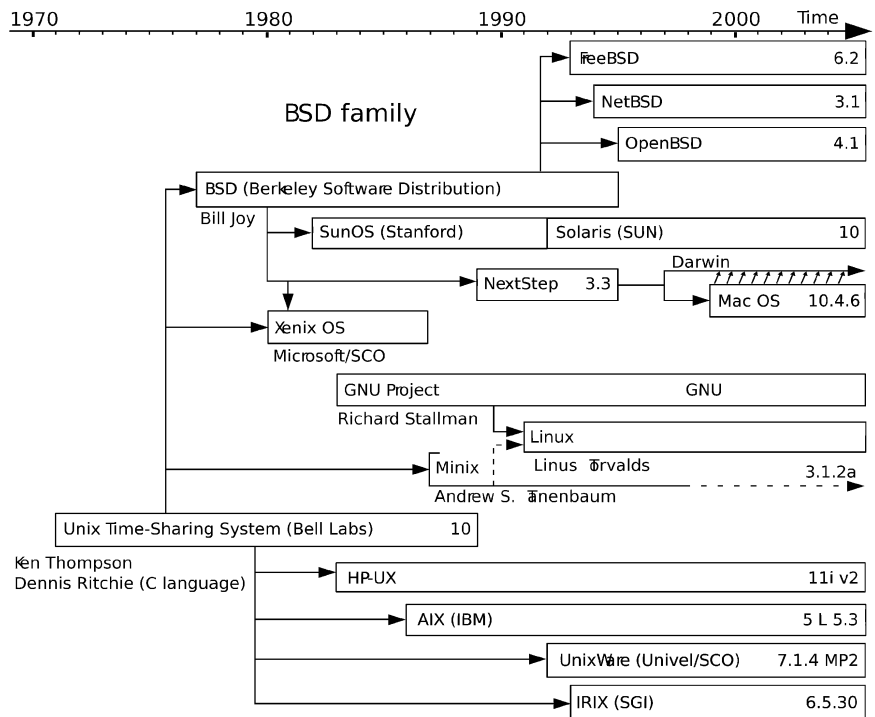 1970 1980 1990 2000 Time
FreeBSD 6.2
BSD family
NetBSD 3.1
OpenBSD 4.1
BSD (Berkeley Software Distribution)
Bill Joy
SunOS (Stanford) Solaris (SUN) 10
Darwin
NextStep 3.3
Mac OS 10.4.6
Xenix OS
Microsoft/SCO
GNU Project GNU
Richard Stallman
Linux
Minix
Linus Torvalds
3.1.2a
Andrew S. Tanenbaum
Unix Time-Sharing System (Bell Labs) 10
Ken Thompson
Dennis Ritchie (C language)
HP-UX 11i v2
AIX (IBM) 5 L 5.3
UnixWare (Univel/SCO) 7.1.4 MP2
IRIX (SGI) 6.5.30